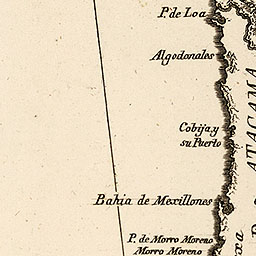 P. de Loa
Algodonales
Cobija y
su Puerto
ATACAMA
Bahia de Mexillones
P. de Morro Moreno
Morro Moreno